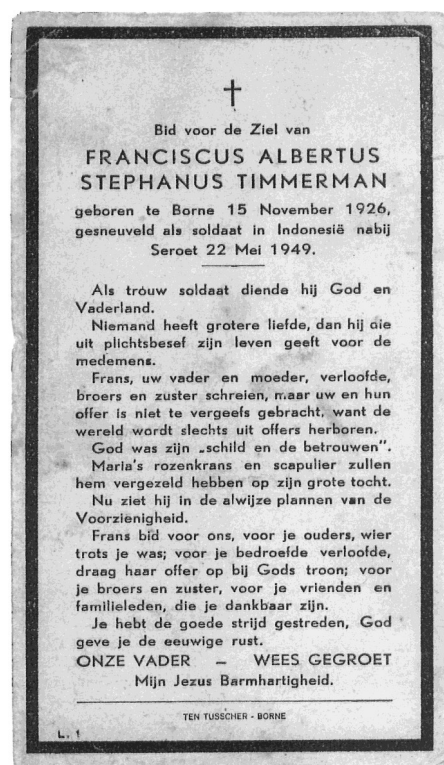 Bid voor de Ziel van
FRANCISCUS ALBERTUS
STEPHANUS TIMMERMAN
geboren te Borne 15 November 1926,
gesneuveld als soldaat in Indonesië nabij
Seroet 22 Mei 1949.
Als trouw soldaat diende hij God en
Vaderland.
Niemand heeft grotere liefde, dan hij die
uit plichtsbesef zijn leven geeft voor de
medemens.
Frans, uw vader en moeder, verloofde,
broers en zuster schreien, maar uw en hun
offer is niet te vergeefs gebracht, want de
wereld wordt slechts uit offers herboren.
God was zijn „schild en de betrouwen".
Maria's rozenkrans en scapulier zullen
hem vergezeld hebben op zijn grote tocht.
Nu ziet hij in de alwijze plannen van de
Voorzienigheid.
Frans bid voor ons, voor je ouders, wier
trots je was; voor je bedroefde verloofde,
draag haar offer op bij Gods troon; voor
je broers en zuster, voor je vrienden en
familieleden, die je dankbaar zijn.
Je hebt de goede strijd gestreden, God
geve je de eeuwige rust.
ONZE VADER – WEES GEGROET
Mijn Jezus Barmhartigheid.
TEN TUSSCHER - BORNE
L. 1